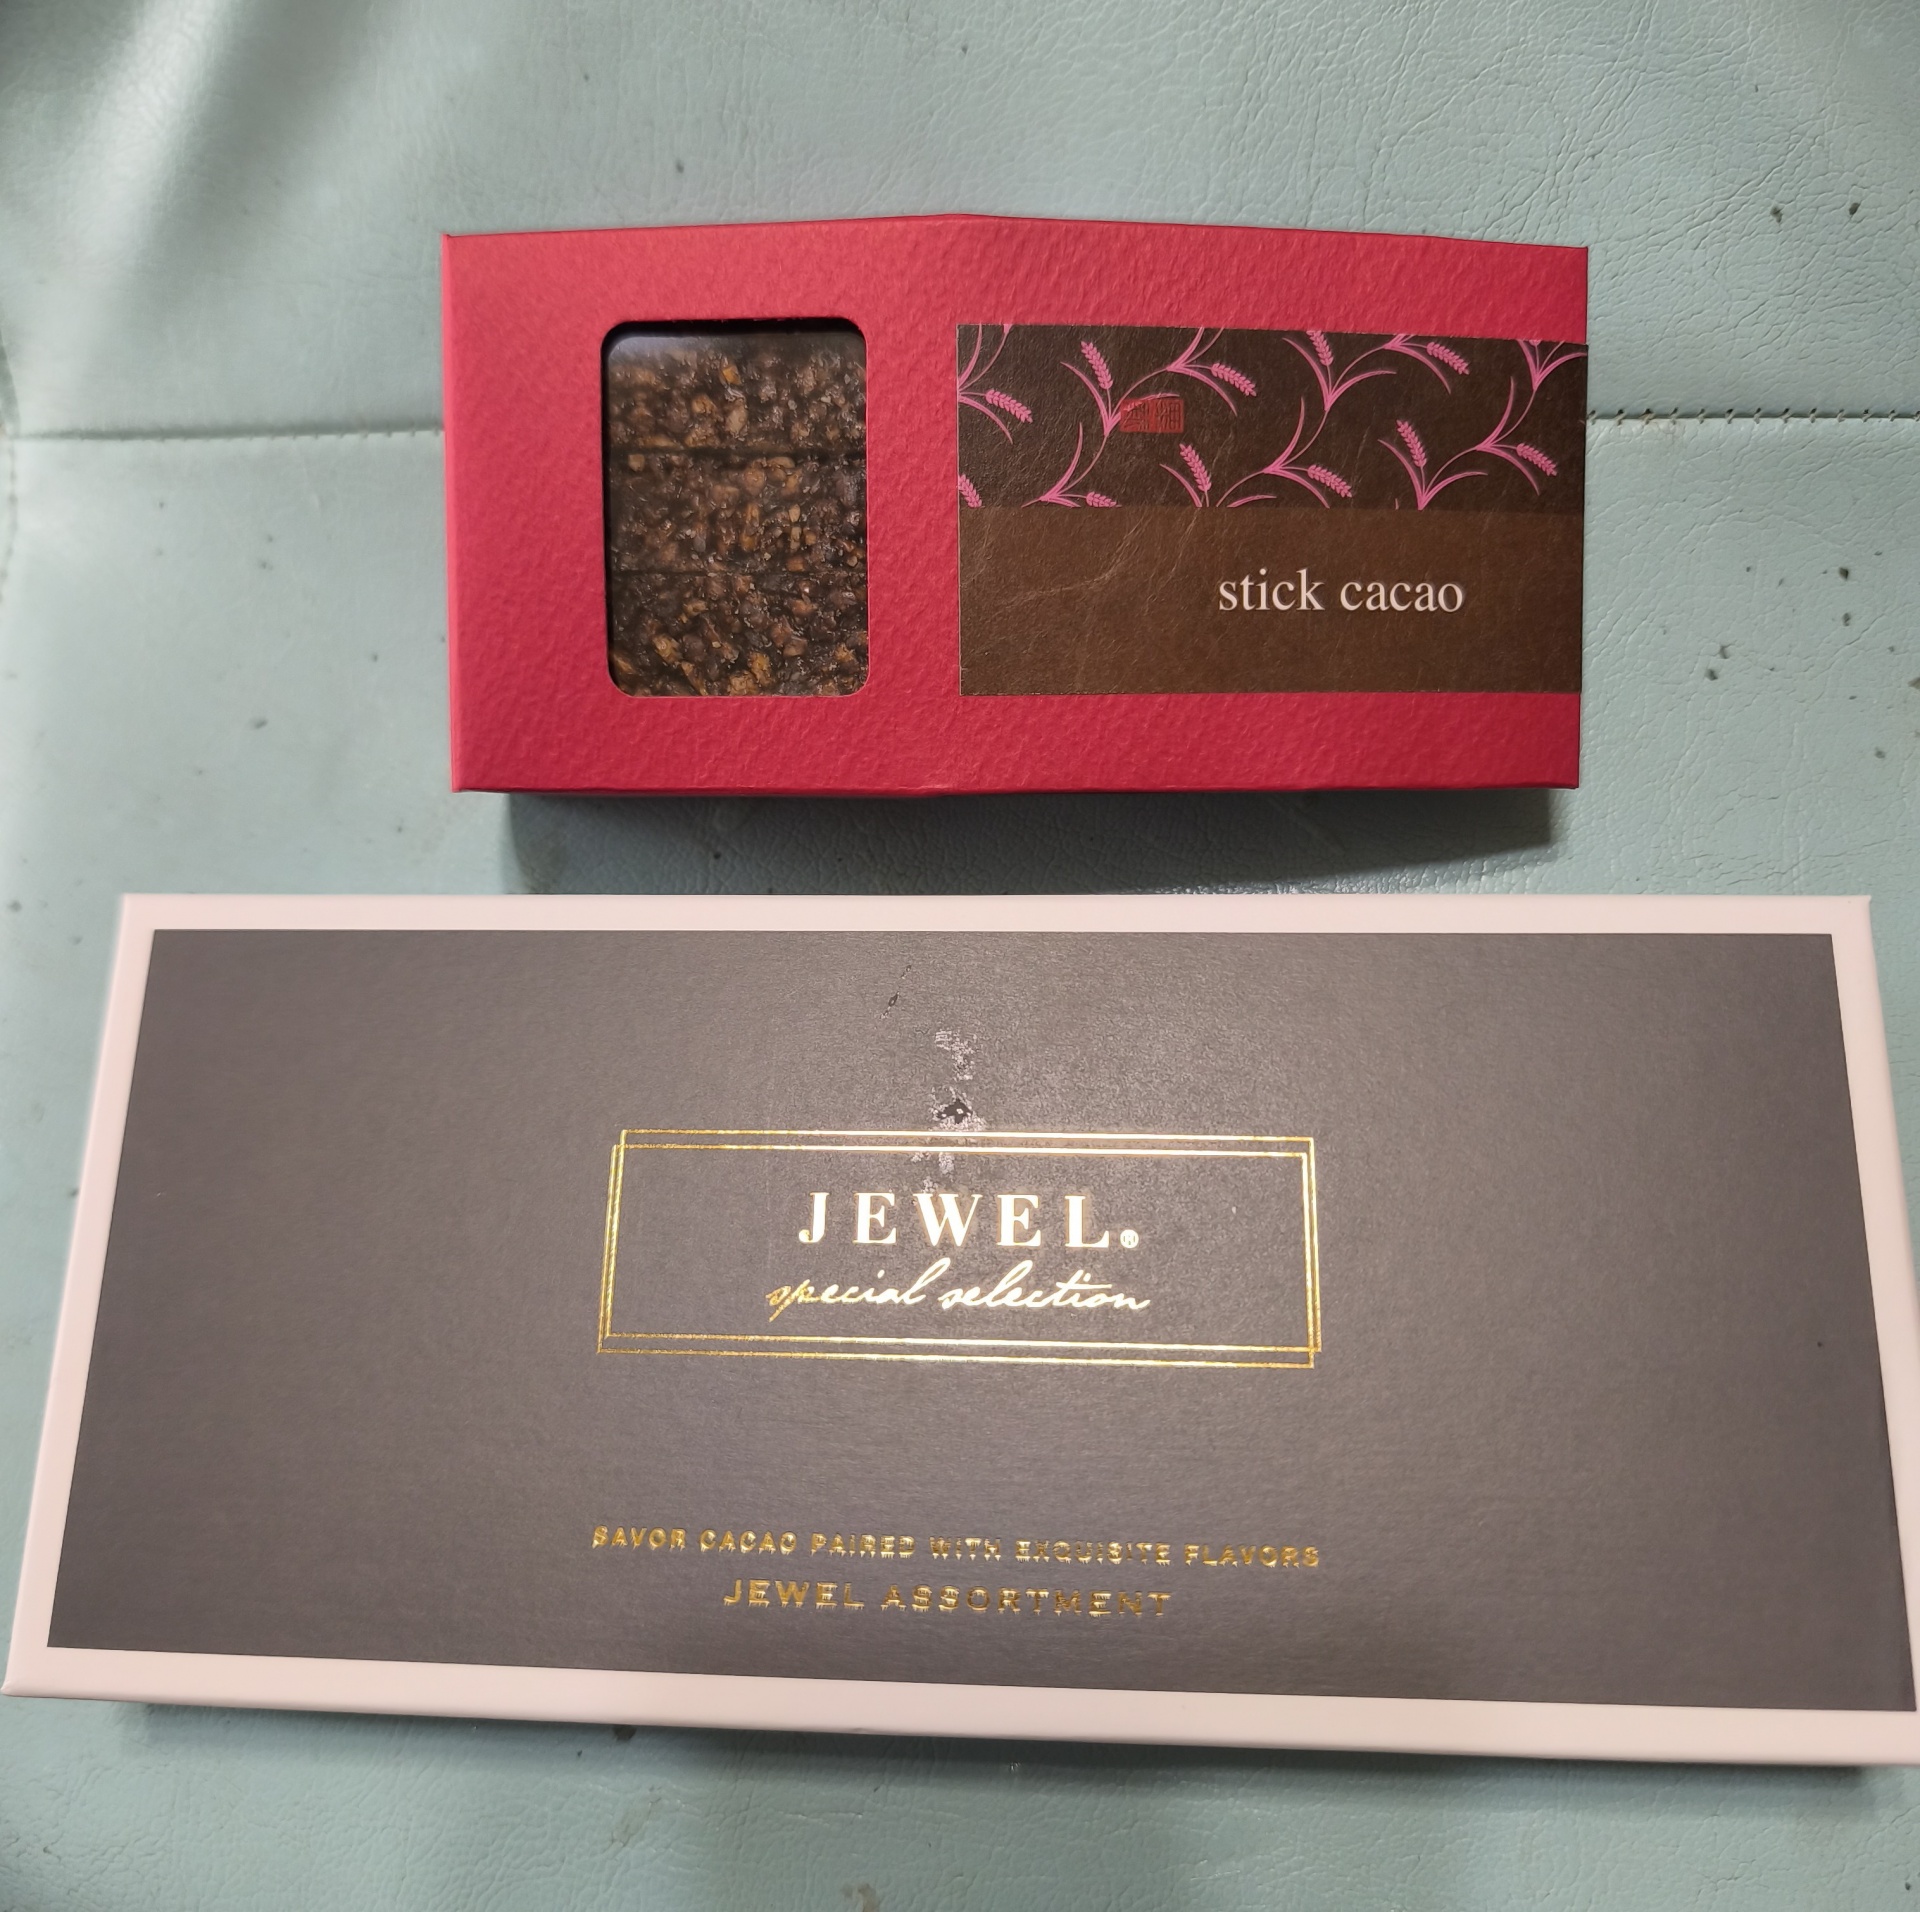 stick cacao
JEWEL®
special selection
SAVOR CACAO PAIRED WITH EXQUISITE FLAVORS
JEWEL ASSORTMENT